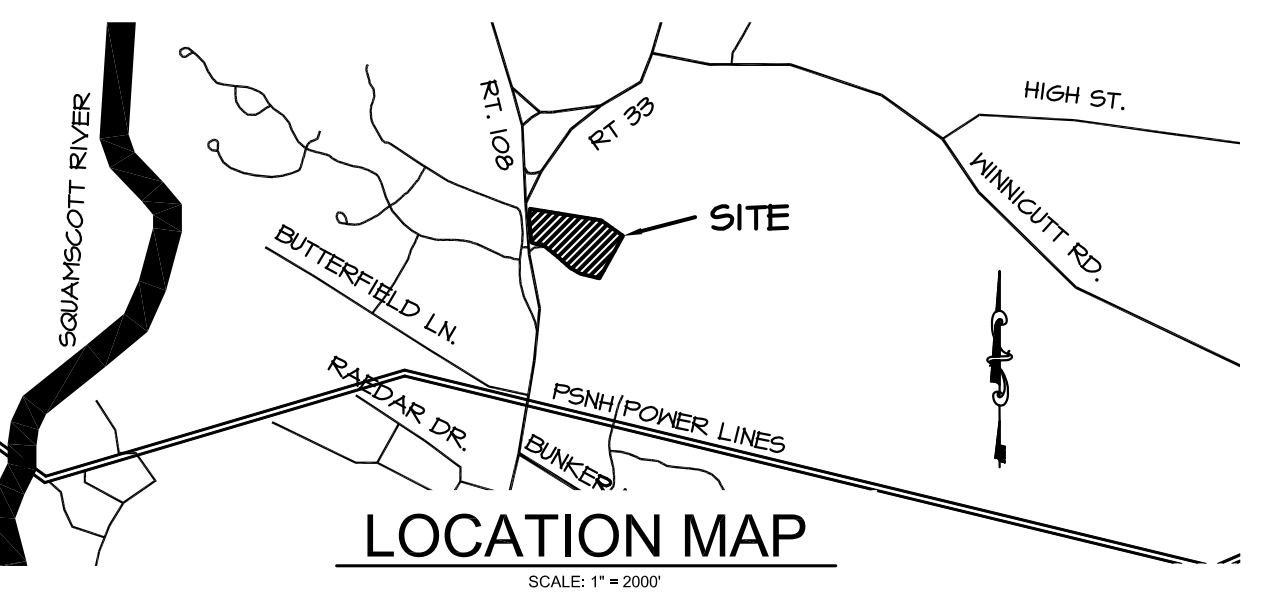 HIGH ST.
RT. 108
RT 33
SQUAMSCOTT RIVER
WINNICUTT RD.
SITE
BUTTERFIELD LN.
RAEDAR DR.
PSNH POWER LINES
BUNKER
LOCATION MAP
SCALE: 1" = 2000'